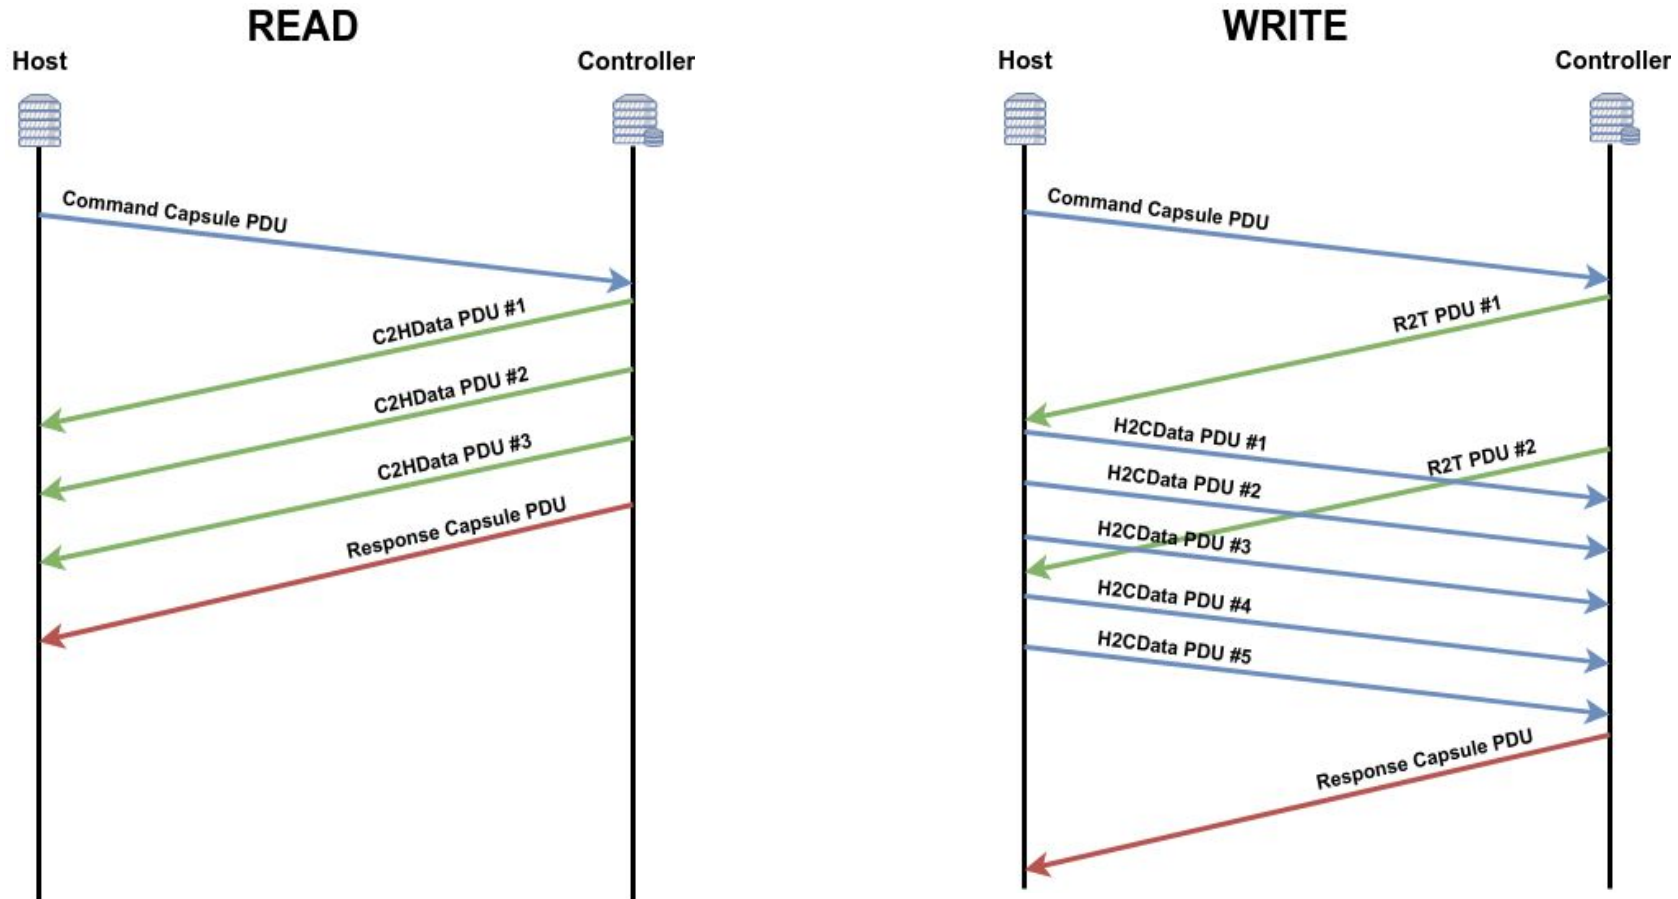 READ
Host
Controller
Command Capsule PDU
C2HData PDU #1
C2HData PDU #2
C2HData PDU #3
Response Capsule PDU
WRITE
Host
Controller
Command Capsule PDU
R2T PDU #1
H2CData PDU #1
R2T PDU #2
H2CData PDU #2
H2CData PDU #3
H2CData PDU #4
H2CData PDU #5
Response Capsule PDU